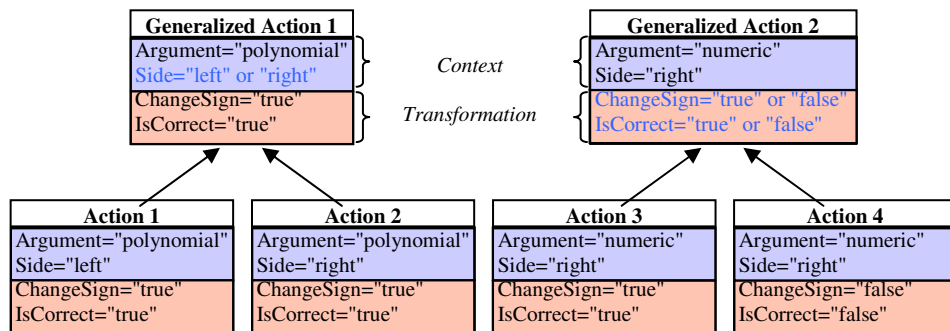 Generalized Action 1
Argument="polynomial"
Side="left" or "right"
ChangeSign="true"
IsCorrect="true"
Context
Transformation
Generalized Action 2
Argument="numeric"
Side="right"
ChangeSign="true" or "false"
IsCorrect="true" or "false"
Action 1
Argument="polynomial"
Side="left"
ChangeSign="true"
IsCorrect="true"
Action 2
Argument="polynomial"
Side="right"
ChangeSign="true"
IsCorrect="true"
Action 3
Argument="numeric"
Side="right"
ChangeSign="true"
IsCorrect="true"
Action 4
Argument="numeric"
Side="right"
ChangeSign="false"
IsCorrect="false"